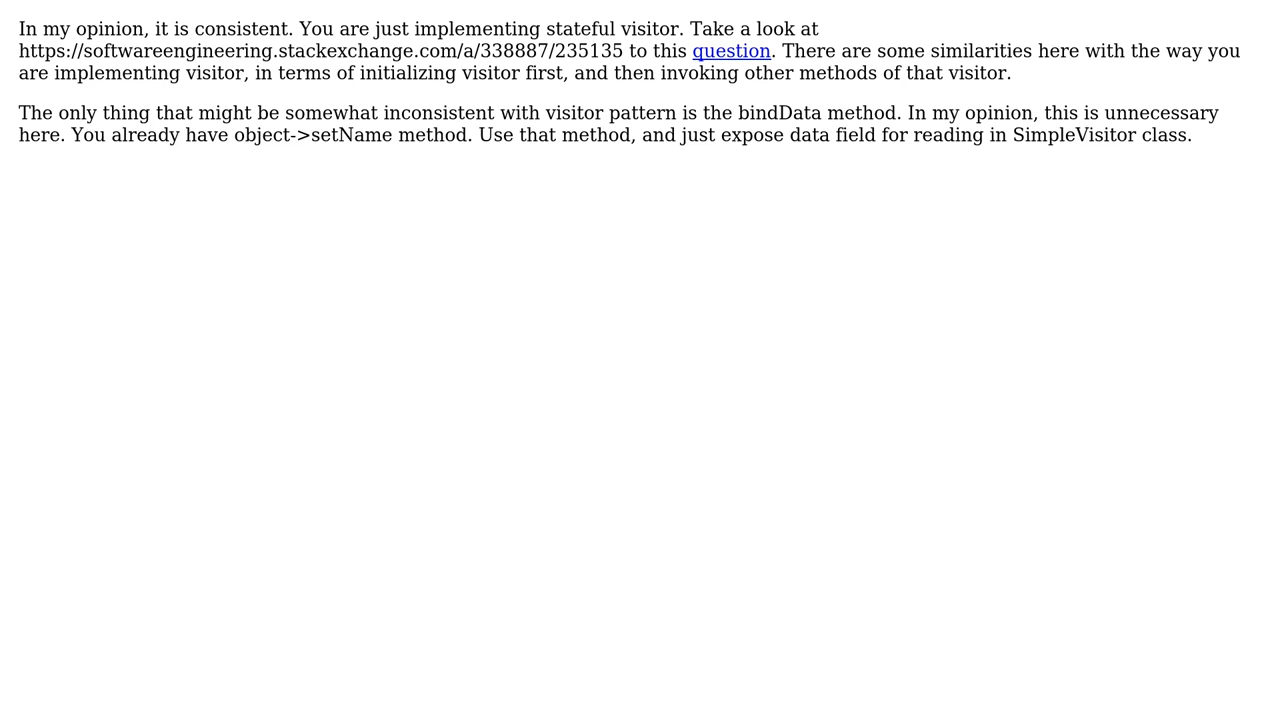 In my opinion, it is consistent. You are just implementing stateful visitor. Take a look at
https://softwareengineering.stackexchange.com/a/338887/235135 to this question. There are some similarities here with the way you
are implementing visitor, in terms of initializing visitor first, and then invoking other methods of that visitor.
The only thing that might be somewhat inconsistent with visitor pattern is the bindData method. In my opinion, this is unnecessary
here. You already have object->setName method. Use that method, and just expose data field for reading in SimpleVisitor class.